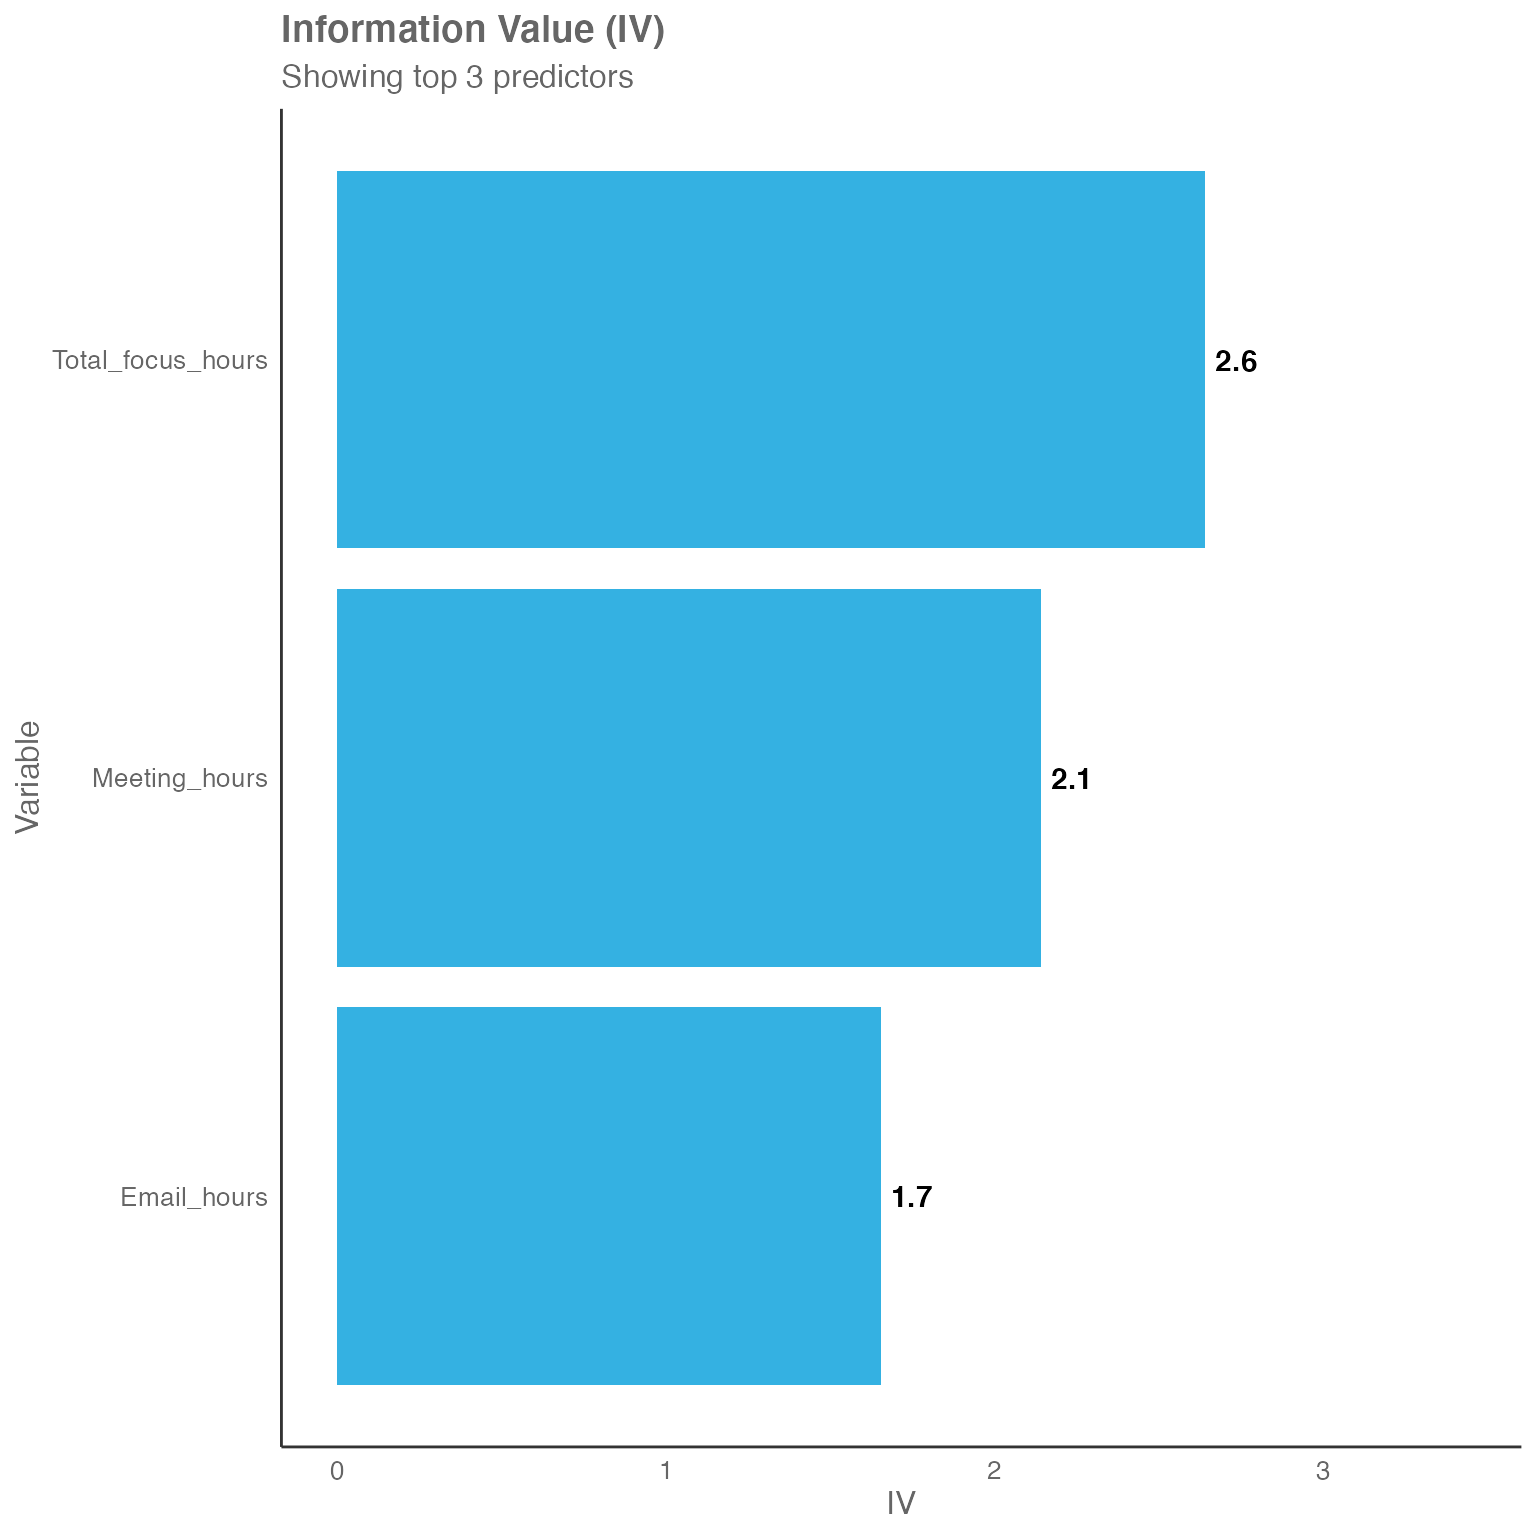 Information Value (IV)
Showing top 3 predictors
Variable
Total_focus_hours
2.6
Meeting_hours
2.1
Email_hours
1.7
0 1 2 3
IV